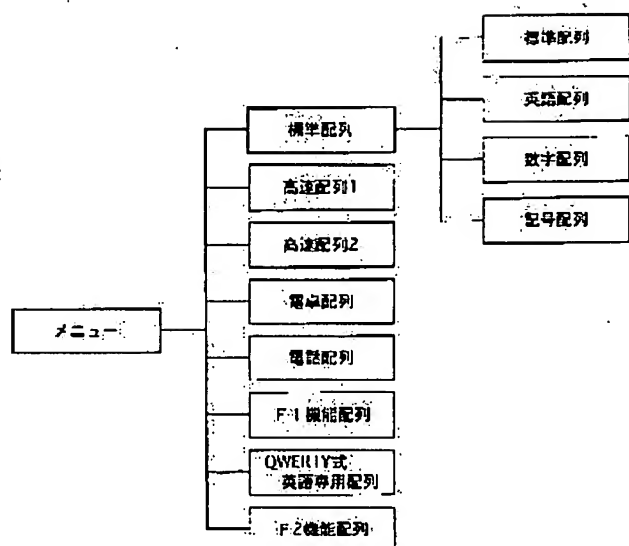 標準配列
英語配列
標準配列
数字配列
高速配列1
記号配列
高速配列2
電卓配列
メニュー
電話配列
F1機能配列
QWERTY式
英語専用配列
F2機能配列